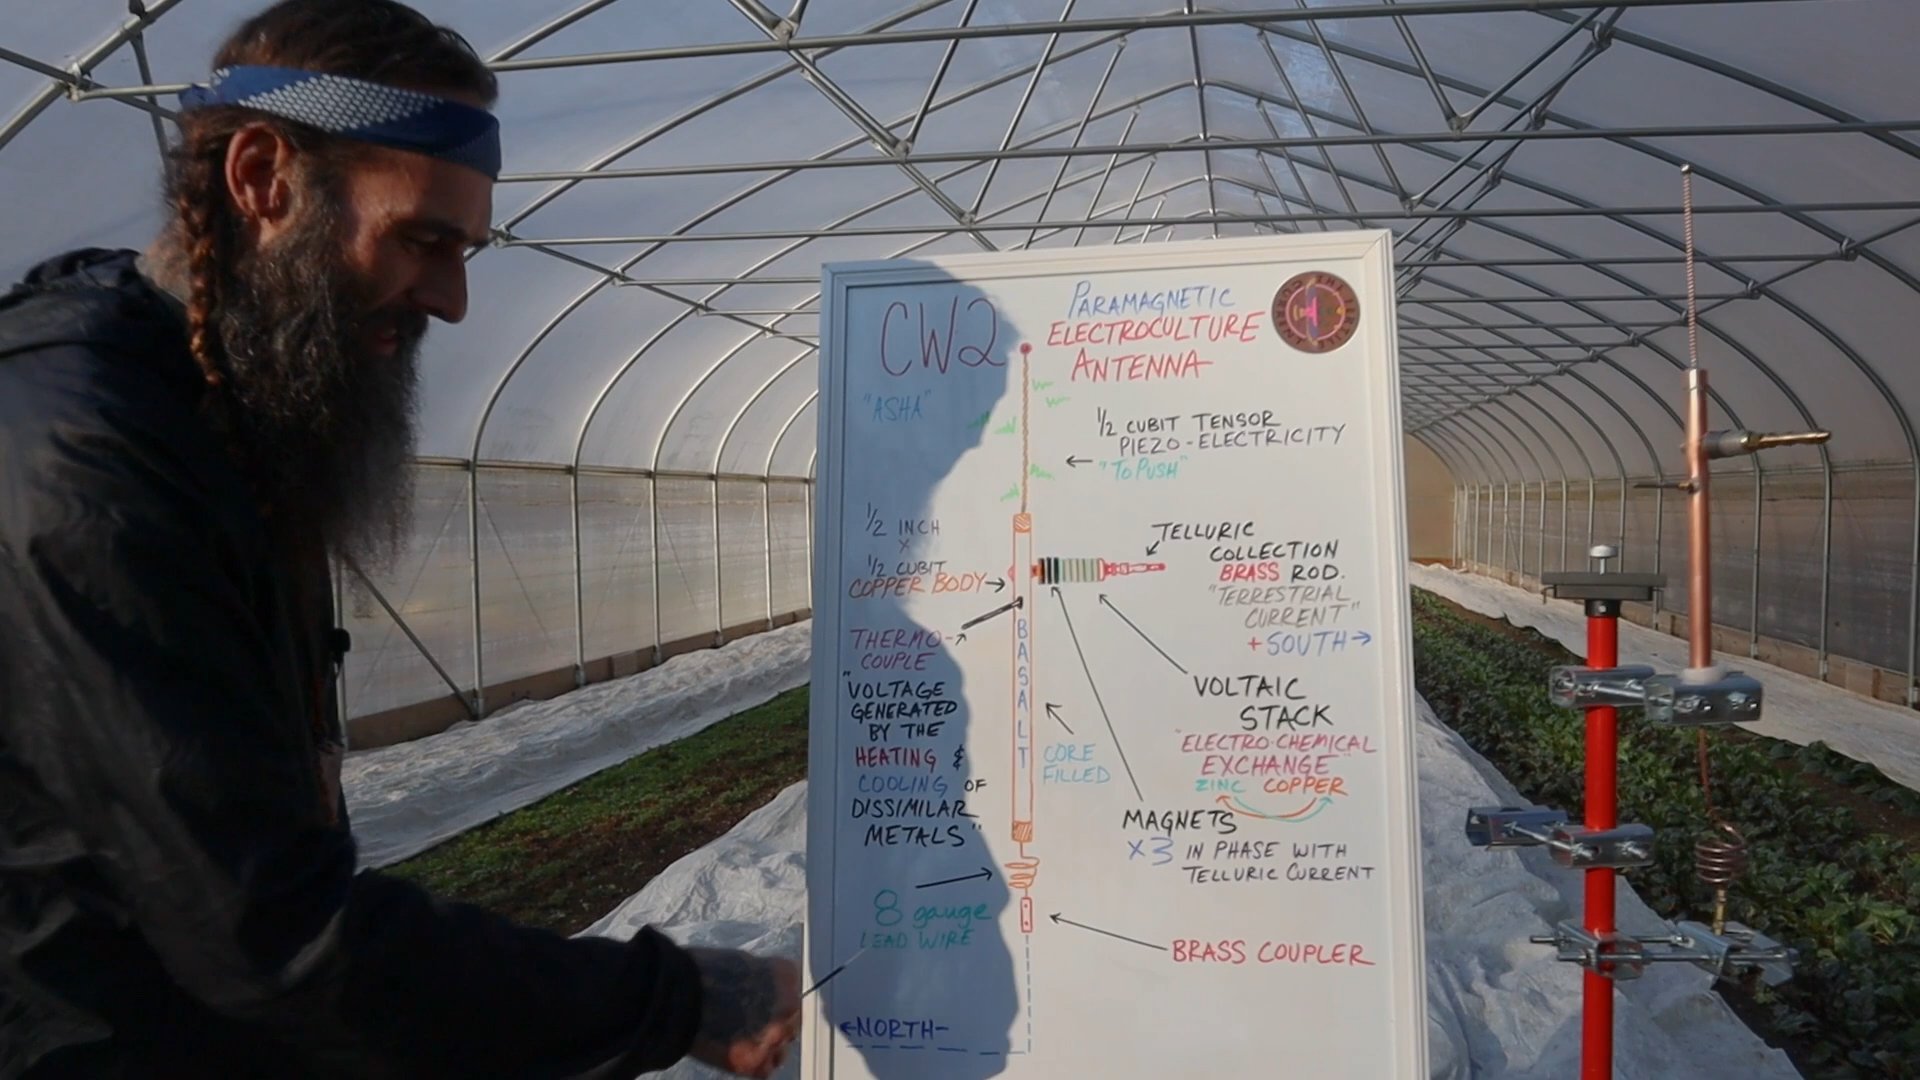 CW2
"ASHA"
PARAMAGNETIC
ELECTROCULTURE
ANTENNA
1/2 CUBIT TENSOR
PIEZO-ELECTRICITY
← "TO PUSH"
1/2 INCH
X
1/2 CUBIT
COPPER BODY→
TELLURIC
COLLECTION
BRASS ROD.
"TERRESTRIAL
CURRENT"
+SOUTH→
THERMO-
COUPLE
"VOLTAGE
GENERATED
BY THE
HEATING &
COOLING OF
DISSIMILAR
METALS"
BASALT
CORE
FILLED
VOLTAIC
STACK
"ELECTRO-CHEMICAL
EXCHANGE"
ZINC COPPER
MAGNETS
X3 IN PHASE WITH
TELLURIC CURRENT
8 gauge
LEAD WIRE
BRASS COUPLER
←NORTH-